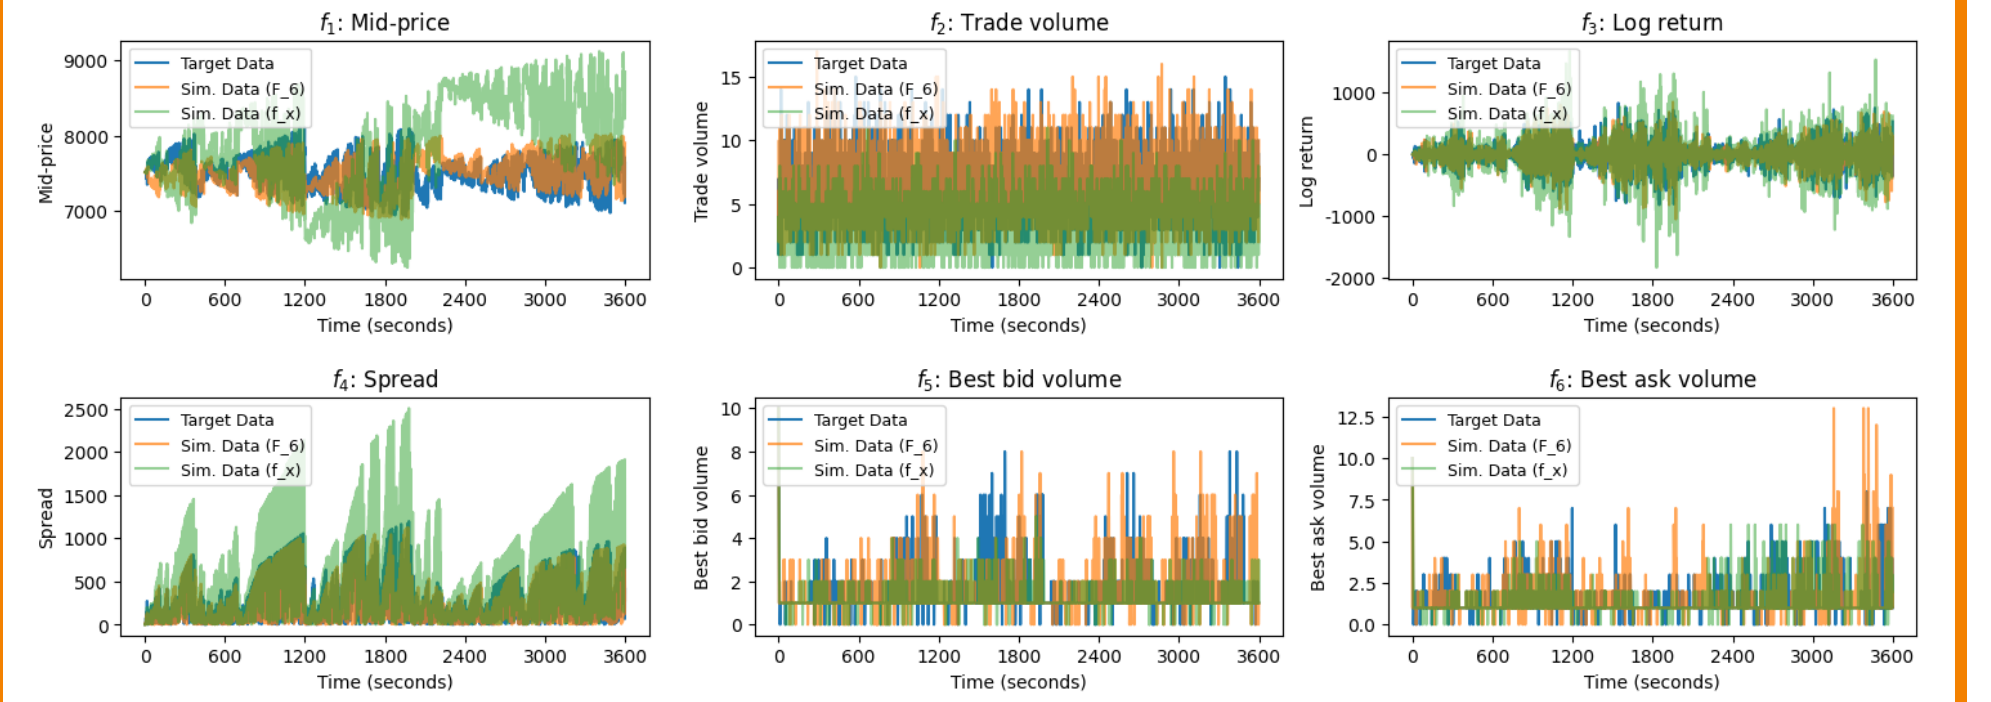 f1: Mid-price
Target Data
Sim. Data (F_6)
Sim. Data (f_x)
Mid-price
9000
8000
7000
0 600 1200 1800 2400 3000 3600
Time (seconds)
f2: Trade volume
Target Data
Sim. Data (F_6)
Sim. Data (f_x)
Trade volume
15
10
5
0
0 600 1200 1800 2400 3000 3600
Time (seconds)
f3: Log return
Target Data
Sim. Data (F_6)
Sim. Data (f_x)
Log return
1000
0
-1000
-2000
0 600 1200 1800 2400 3000 3600
Time (seconds)
f4: Spread
Target Data
Sim. Data (F_6)
Sim. Data (f_x)
Spread
2500
2000
1500
1000
500
0
0 600 1200 1800 2400 3000 3600
Time (seconds)
f5: Best bid volume
Target Data
Sim. Data (F_6)
Sim. Data (f_x)
Best bid volume
10
8
6
4
2
0
0 600 1200 1800 2400 3000 3600
Time (seconds)
f6: Best ask volume
Target Data
Sim. Data (F_6)
Sim. Data (f_x)
Best ask volume
12.5
10.0
7.5
5.0
2.5
0.0
0 600 1200 1800 2400 3000 3600
Time (seconds)